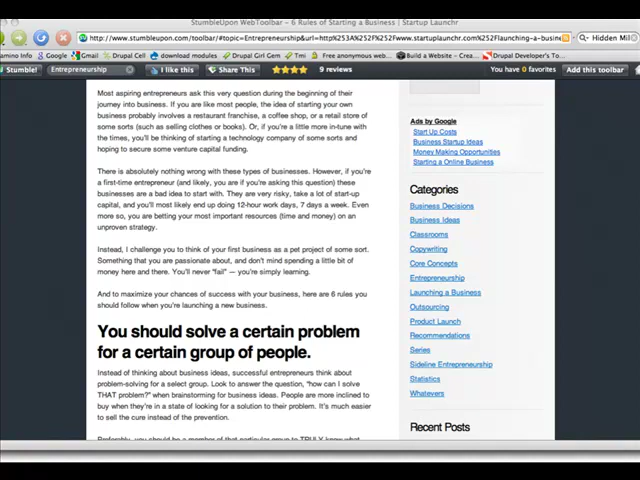 StumbleUpon WebToolbar – 6 Rules of Starting a Business | Startup Launchr
http://www.stumbleupon.com/toolbar/#topic=Entrepreneurship&url=http%253A%252F%252Fwww.startuplaunchr.com%252Flaunching-a-busine
Hidden Mil
amino Info Google Gmail Drupal Cell download modules Drupal Girl Gem Tml Free anonymous web... Build a Website – Crea... Drupal Developer's To...
Stumble! Entrepreneurship I like this Share This 9 reviews You have 0 favorites Add this toolbar
Most aspiring entrepreneurs ask this very question during the beginning of their
journey into business. If you are like most people, the idea of starting your own
business probably involves a restaurant franchise, a coffee shop, or a retail store of
some sorts (such as selling clothes or books). Or, if you're a little more in-tune with
the times, you'll be thinking of starting a technology company of some sorts and
hoping to secure some venture capital funding.
There is absolutely nothing wrong with these types of businesses. However, if you're
a first-time entrepreneur (and likely, you are if you're asking this question) these
businesses are a bad idea to start with. They are very risky, take a lot of start-up
capital, and you'll most likely end up doing 12-hour work days, 7 days a week. Even
more so, you are betting your most important resources (time and money) on an
unproven strategy.
Instead, I challenge you to think of your first business as a pet project of some sort.
Something that you are passionate about, and don't mind spending a little bit of
money here and there. You'll never "fail" — you're simply learning.
And to maximize your chances of success with your business, here are 6 rules you
should follow when you're launching a new business.
You should solve a certain problem
for a certain group of people.
Instead of thinking about business ideas, successful entrepreneurs think about
problem-solving for a select group. Look to answer the question, "how can I solve
THAT problem?" when brainstorming for business ideas. People are more inclined to
buy when they're in a state of looking for a solution to their problem. It's much easier
to sell the cure instead of the prevention.
Preferably, you should be a member of that particular group to TRULY know what
Ads by Google
Start Up Costs
Business Startup Ideas
Money Making Opportunities
Starting a Online Business
Categories
Business Decisions
Business Ideas
Classrooms
Copywriting
Core Concepts
Entrepreneurship
Launching a Business
Outsourcing
Product Launch
Recommendations
Series
Sideline Entrepreneurship
Statistics
Whatevers
Recent Posts